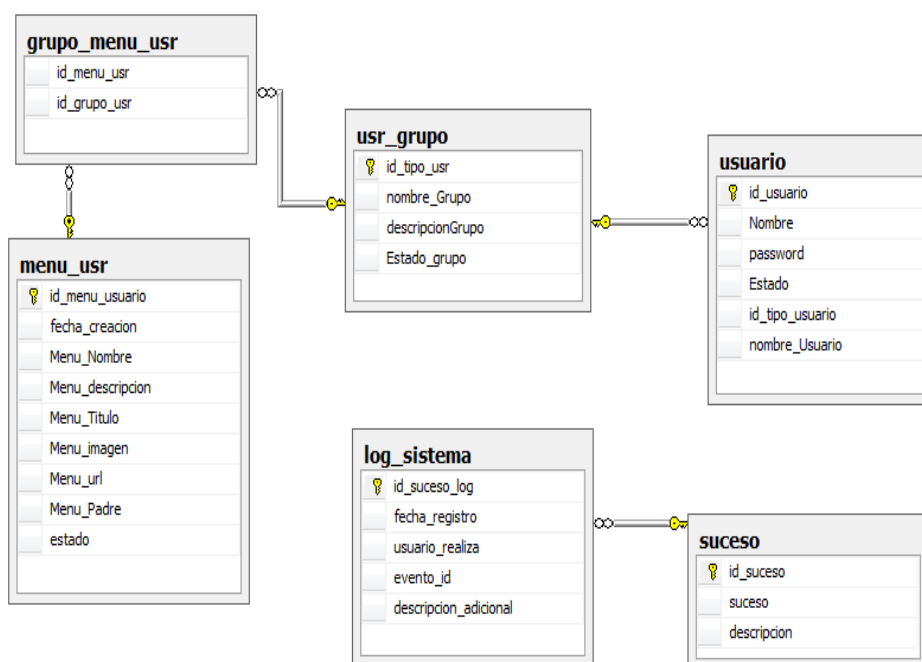 grupo_menu_usr
id_menu_usr
id_grupo_usr
usr_grupo
id_tipo_usr
nombre_Grupo
descripcionGrupo
Estado_grupo
usuario
id_usuario
Nombre
password
Estado
id_tipo_usuario
nombre_Usuario
menu_usr
id_menu_usuario
fecha_creacion
Menu_Nombre
Menu_descripcion
Menu_Titulo
Menu_imagen
Menu_url
Menu_Padre
estado
log_sistema
id_suceso_log
fecha_registro
usuario_realiza
evento_id
descripcion_adicional
suceso
id_suceso
suceso
descripcion